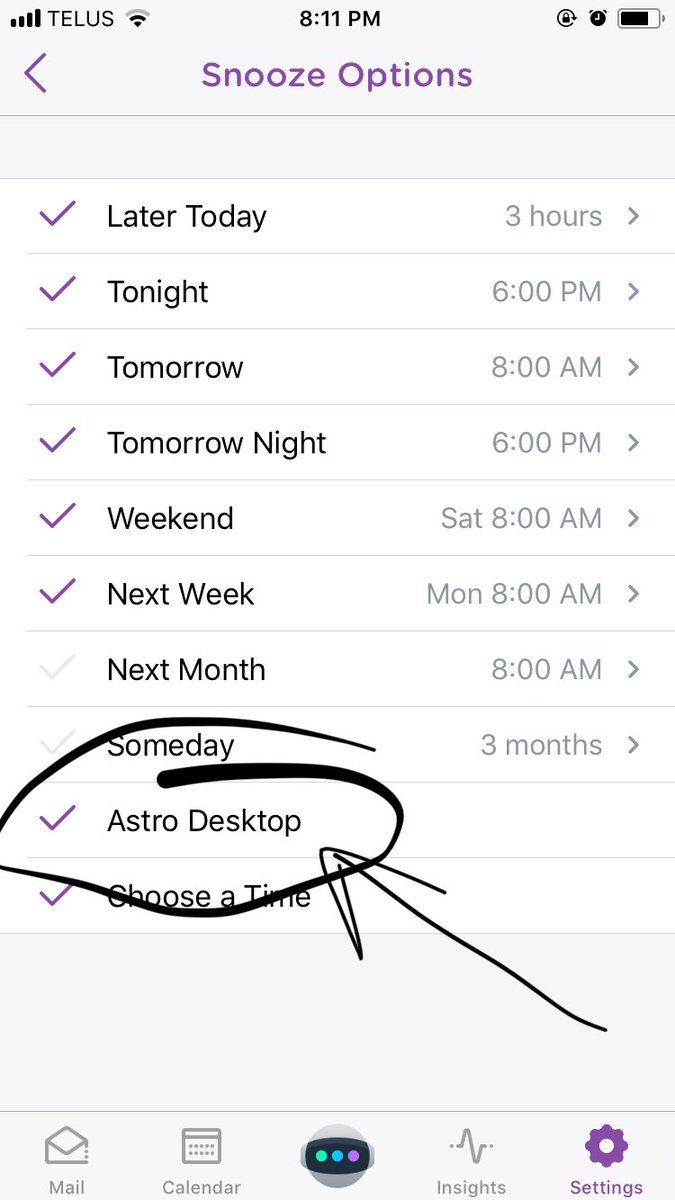 TELUS 8:11 PM
Snooze Options
Later Today 3 hours
Tonight 6:00 PM
Tomorrow 8:00 AM
Tomorrow Night 6:00 PM
Weekend Sat 8:00 AM
Next Week Mon 8:00 AM
Next Month 8:00 AM
Someday 3 months
Astro Desktop
Choose a Time
Mail Calendar Insights Settings